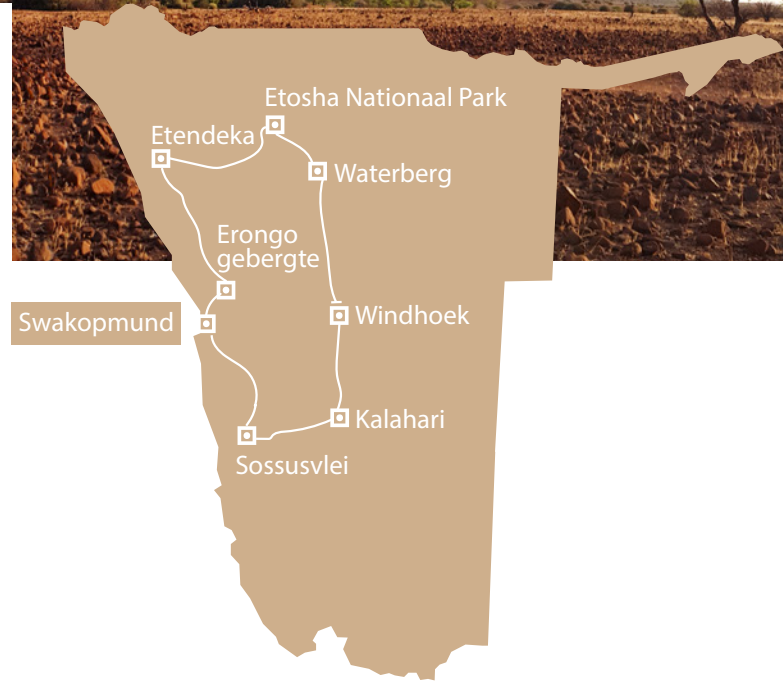 Etosha Nationaal Park
Etendeka
Waterberg
Erongo
gebergte
Swakopmund
Windhoek
Kalahari
Sossusvlei